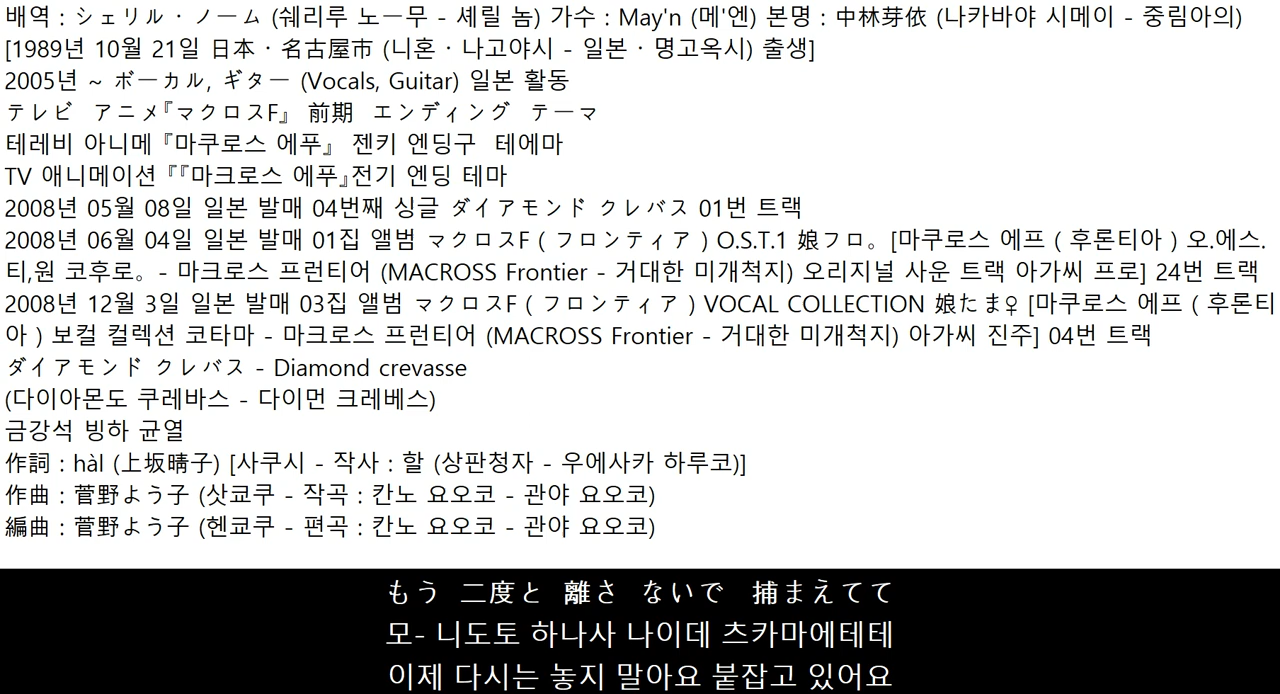 배역 : シェリル・ノーム (쉐리루 노ー무 - 셰릴 놈) 가수 : May'n (메'엔) 본명 : 中林芽依 (나카바야 시메이 - 중림아의)
[1989년 10월 21일 日本・名古屋市 (니혼・나고야시 - 일본・명고옥시) 출생]
2005년 ~ ボーカル, ギター (Vocals, Guitar) 일본 활동
テレビ アニメ『マクロスF』 前期 エンディング テーマ
테레비 아니메『마쿠로스 에푸』 젠키 엔딩구 테에마
TV 애니메이션『『마크로스 에푸』전기 엔딩 테마
2008년 05월 08일 일본 발매 04번째 싱글 ダイアモンド クレバス 01번 트랙
2008년 06월 04일 일본 발매 01집 앨범 マクロスF ( フロンティア ) O.S.T.1 娘フロ。[마쿠로스 에프 ( 후론티아 ) 오.에스.
티,원 코후로。- 마크로스 프런티어 (MACROSS Frontier - 거대한 미개척지) 오리지널 사운 트랙 아가씨 프로] 24번 트랙
2008년 12월 3일 일본 발매 03집 앨범 マクロスF ( フロンティア ) VOCAL COLLECTION 娘たま♀ [마쿠로스 에프 ( 후론티
아 ) 보컬 컬렉션 코타마 - 마크로스 프런티어 (MACROSS Frontier - 거대한 미개척지) 아가씨 진주] 04번 트랙
ダイアモンド クレバス - Diamond crevasse
(다이아몬도 쿠레바스 - 다이먼 크레베스)
금강석 빙하 균열
作詞 : hàl (上坂晴子) [사쿠시 - 작사 : 할 (상판청자 - 우에사카 하루코)]
作曲 : 菅野よう子 (삿쿄쿠 - 작곡 : 칸노 요오코 - 관야 요오코)
編曲 : 菅野よう子 (헨쿄쿠 - 편곡 : 칸노 요오코 - 관야 요오코)
もう 二度と 離さ ないで 捕まえてて
모- 니도토 하나사 나이데 츠카마에테테
이제 다시는 놓지 말아요 붙잡고 있어요